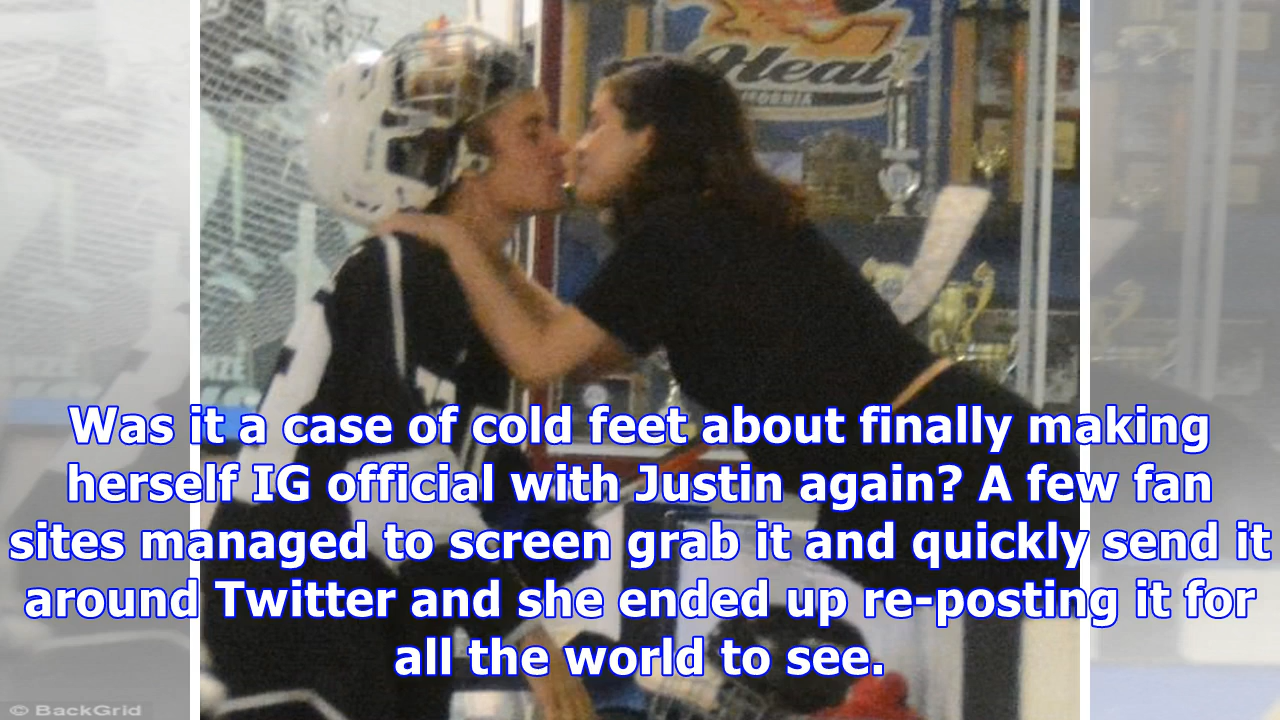 Heat
Was it a case of cold feet about finally making
herself IG official with Justin again? A few fan
sites managed to screen grab it and quickly send it
around Twitter and she ended up re-posting it for
all the world to see.
© BackGrid